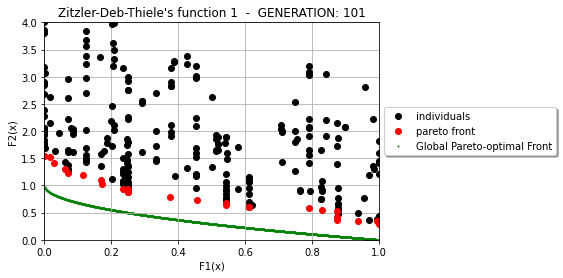 Zitzler-Deb-Thiele's function 1 - GENERATION: 101
4.0
3.5
3.0
2.5
2.0
1.5
1.0
0.5
0.0
F2(x)
0.0 0.2 0.4 0.6 0.8 1.0
F1(x)
individuals
pareto front
Global Pareto-optimal Front